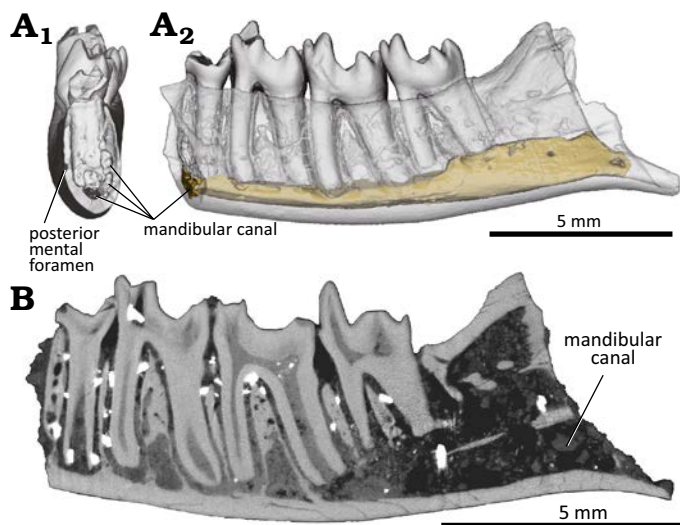 A1
A2
posterior
mental
foramen
mandibular canal
5 mm
B
mandibular
canal
5 mm